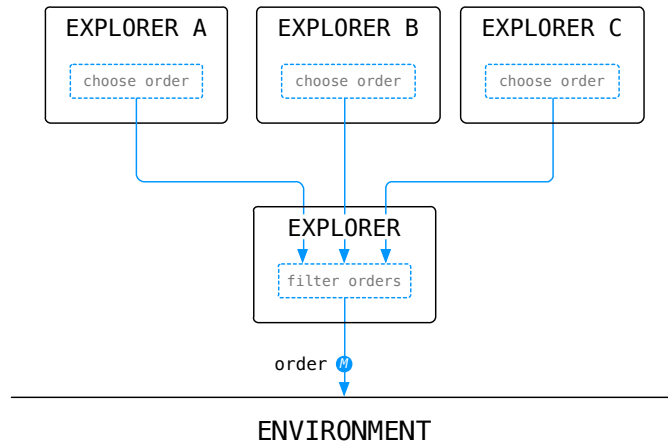 EXPLORER A
EXPLORER B
EXPLORER C
choose order
choose order
choose order
EXPLORER
filter orders
order M
ENVIRONMENT